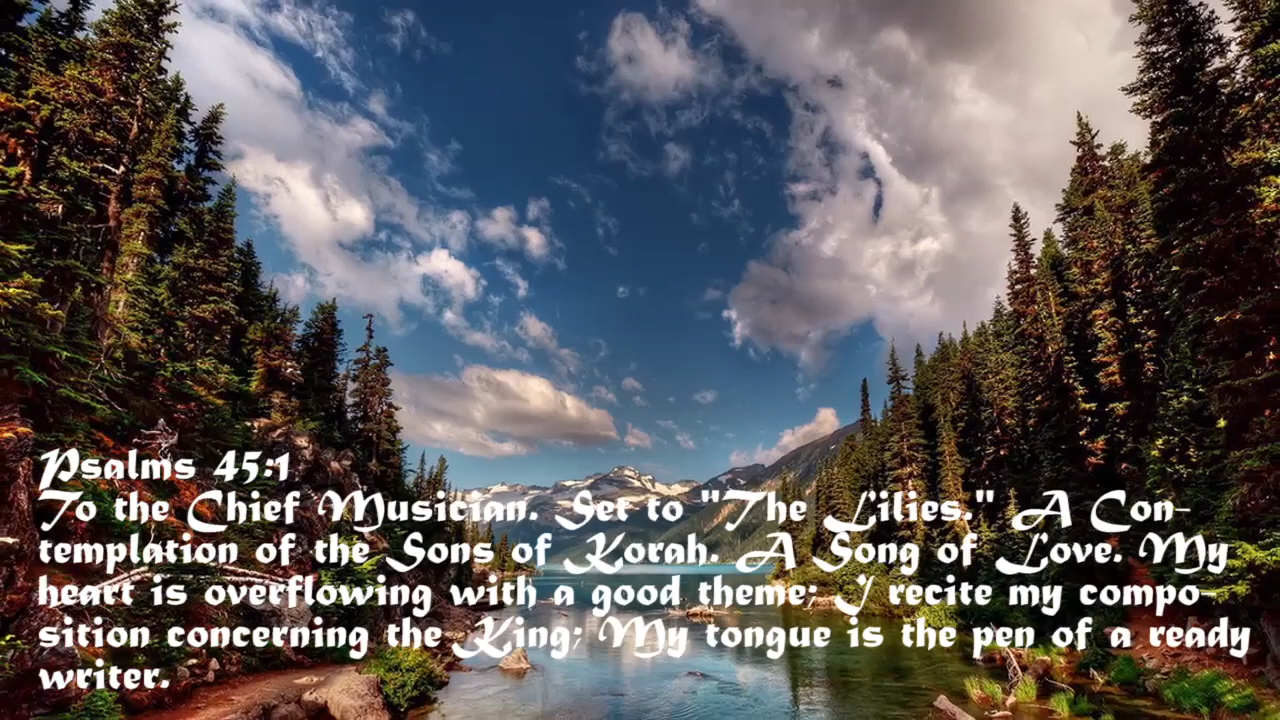 Psalms 45:1
To the Chief Musician. Set to "The Lilies." A Con-
templation of the Sons of Korah. A Song of Love. My
heart is overflowing with a good theme; I recite my compo-
sition concerning the King; My tongue is the pen of a ready
writer.